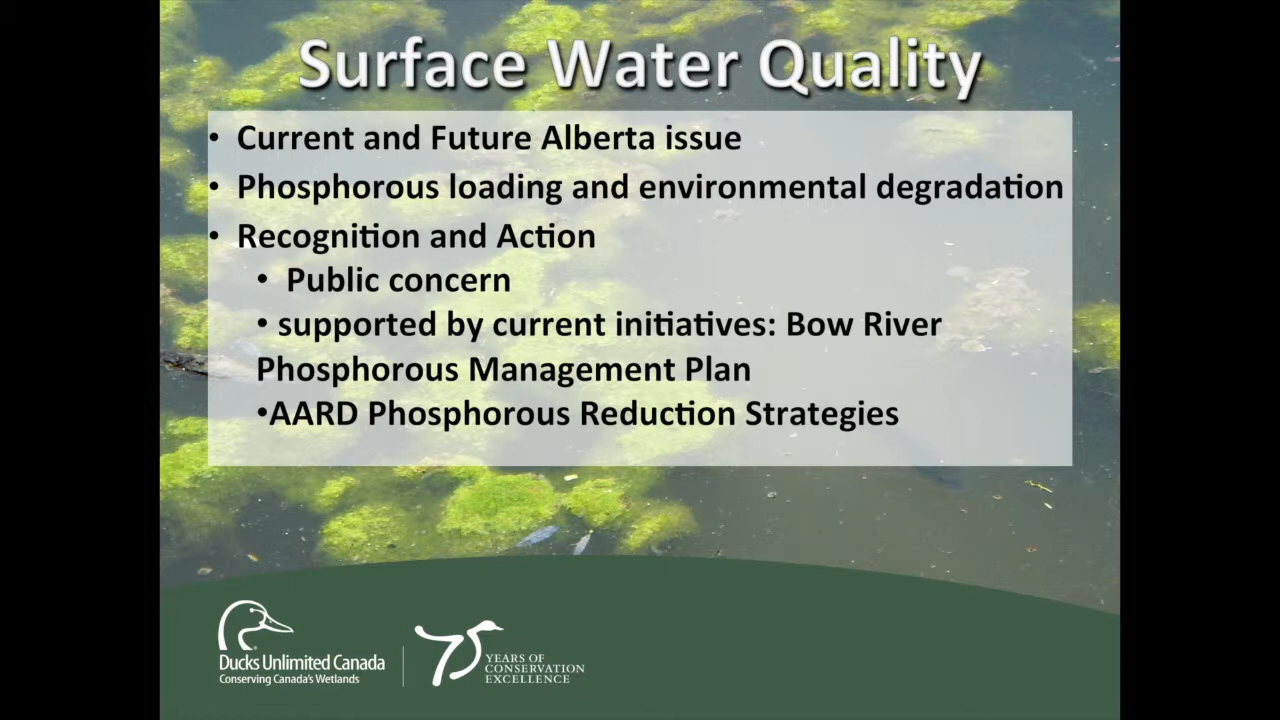 Surface Water Quality
• Current and Future Alberta issue
• Phosphorous loading and environmental degradation
• Recognition and Action
• Public concern
• supported by current initiatives: Bow River
Phosphorous Management Plan
•AARD Phosphorous Reduction Strategies
Ducks Unlimited Canada
Conserving Canada's Wetlands
75
YEARS OF
CONSERVATION
EXCELLENCE